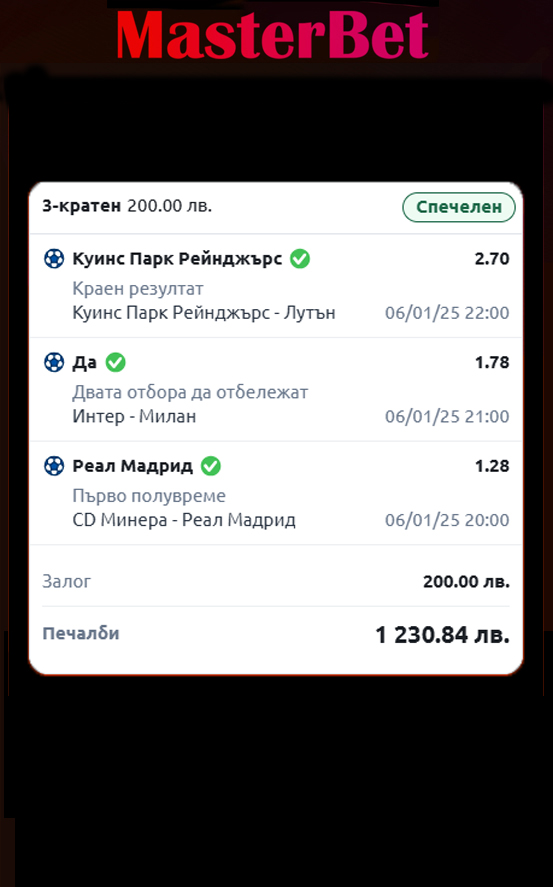 MasterBet
3-кратен 200.00 лв. Спечелен
Куинс Парк Рейнджърс 2.70
Краен резултат
Куинс Парк Рейнджърс - Лутън 06/01/25 22:00
Да 1.78
Двата отбора да отбележат
Интер - Милан 06/01/25 21:00
Реал Мадрид 1.28
Първо полувреме
CD Минера - Реал Мадрид 06/01/25 20:00
Залог 200.00 лв.
Печалби 1 230.84 лв.